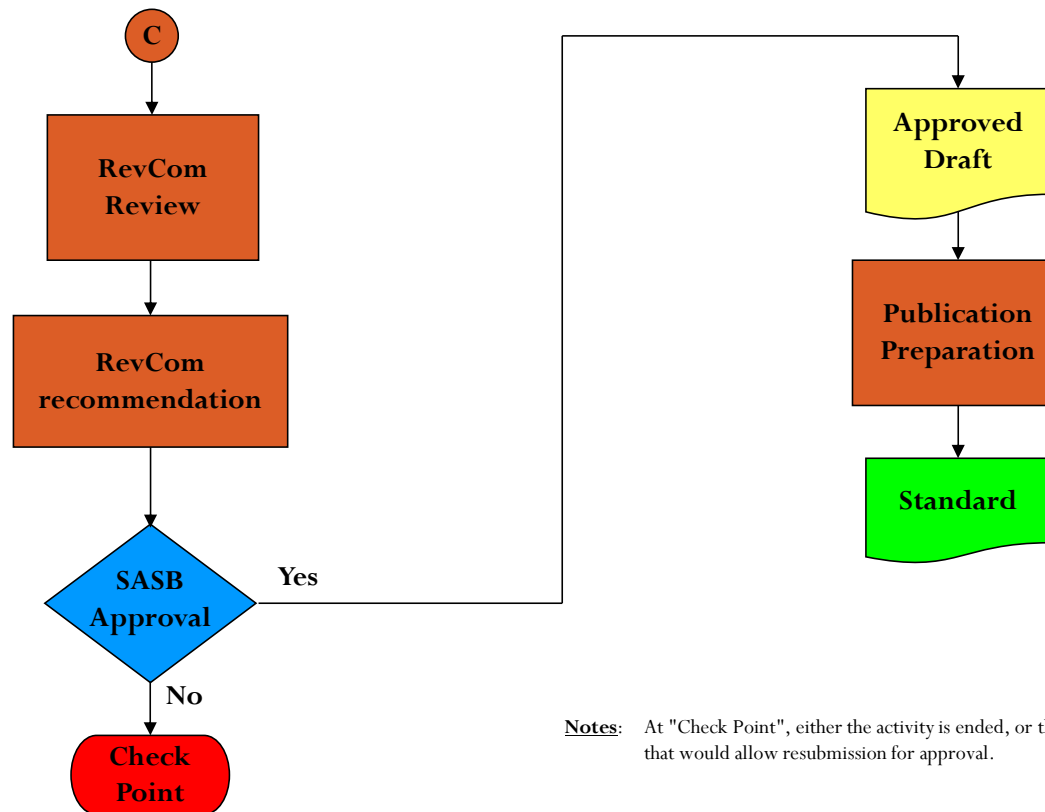 C
RevCom
Review
RevCom
recommendation
SASB
Approval
Yes
No
Check
Point
Approved
Draft
Publication
Preparation
Standard
Notes: At "Check Point", either the activity is ended, or
that would allow resubmission for approval.